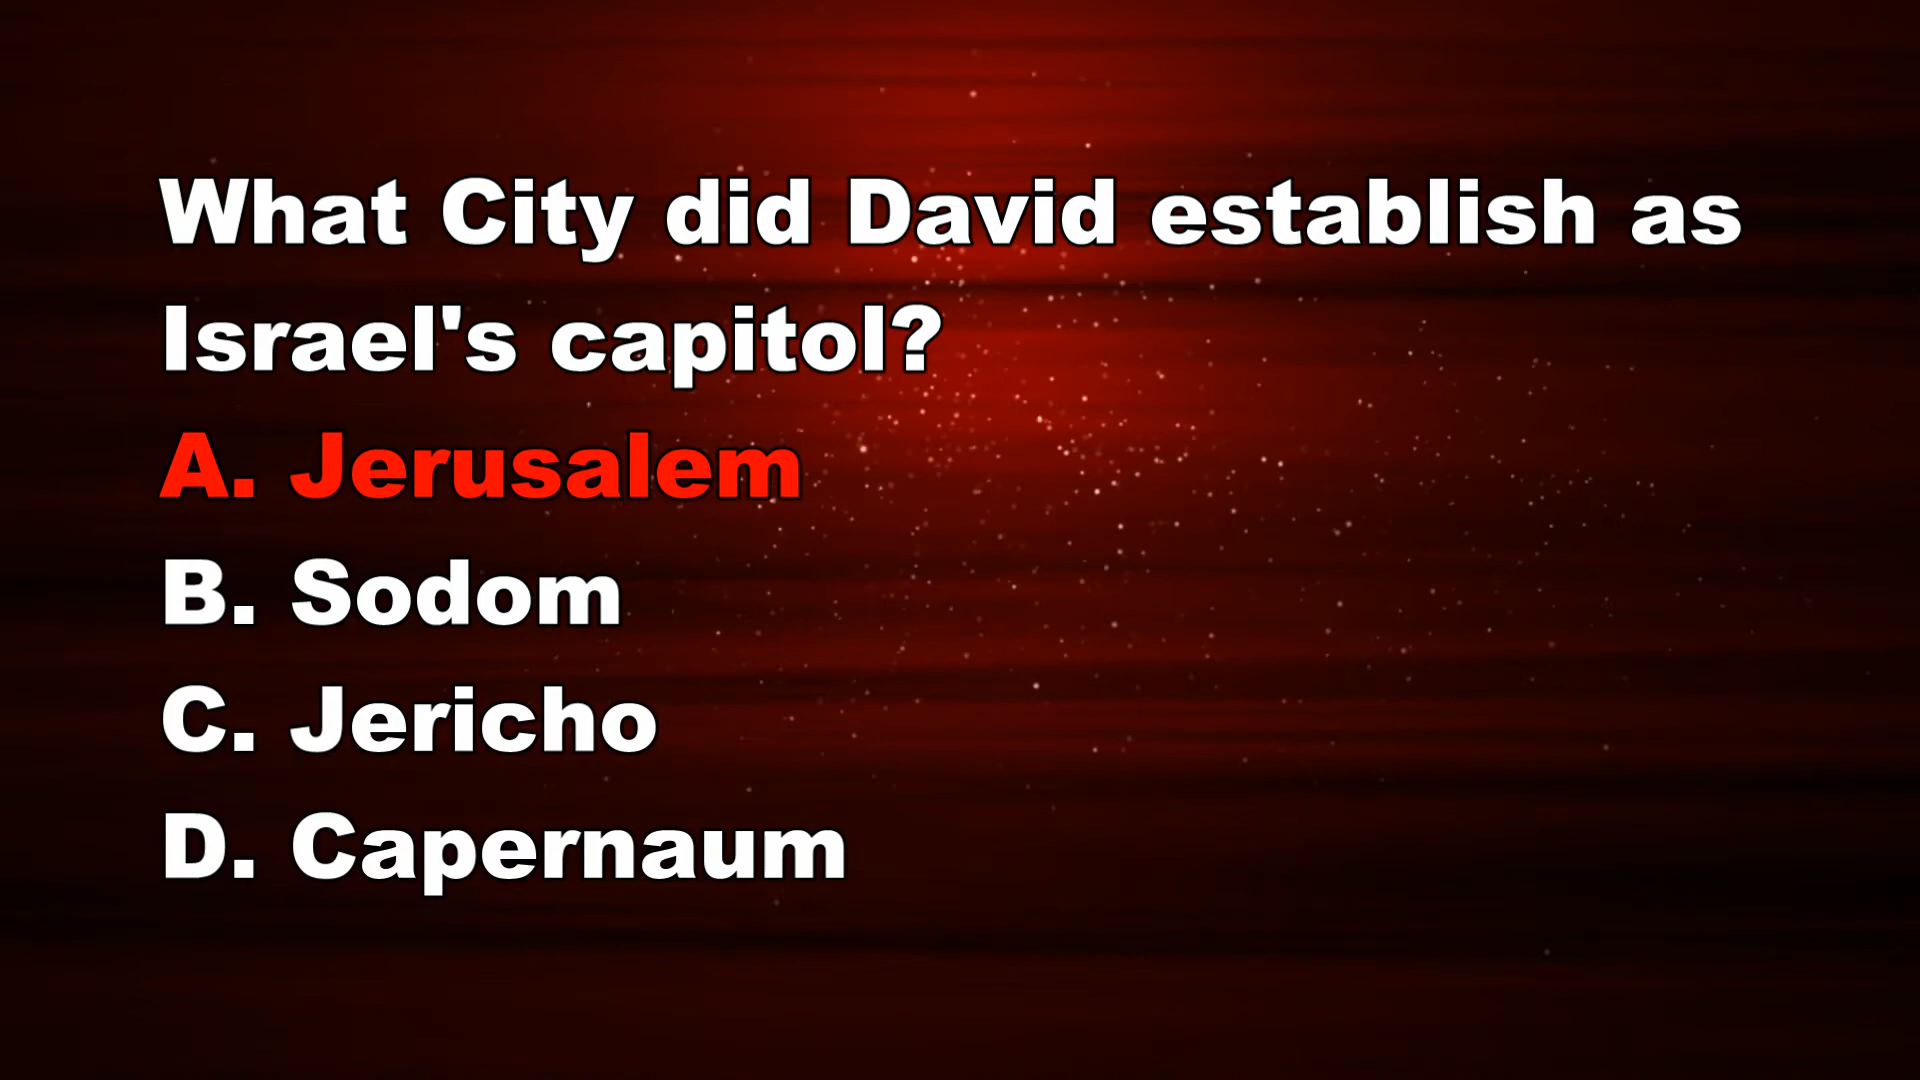 What City did David establish as
Israel's capitol?
A. Jerusalem
B. Sodom
C. Jericho
D. Capernaum